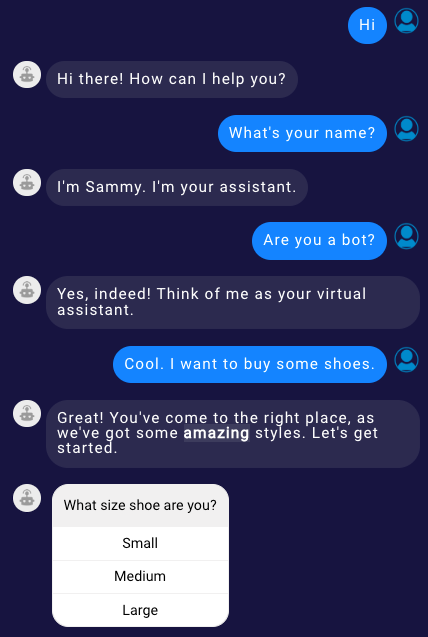 Hi
Hi there! How can I help you?
What's your name?
I'm Sammy. I'm your assistant.
Are you a bot?
Yes, indeed! Think of me as your virtual
assistant.
Cool. I want to buy some shoes.
Great! You've come to the right place, as
we've got some amazing styles. Let's get
started.
What size shoe are you?
Small
Medium
Large